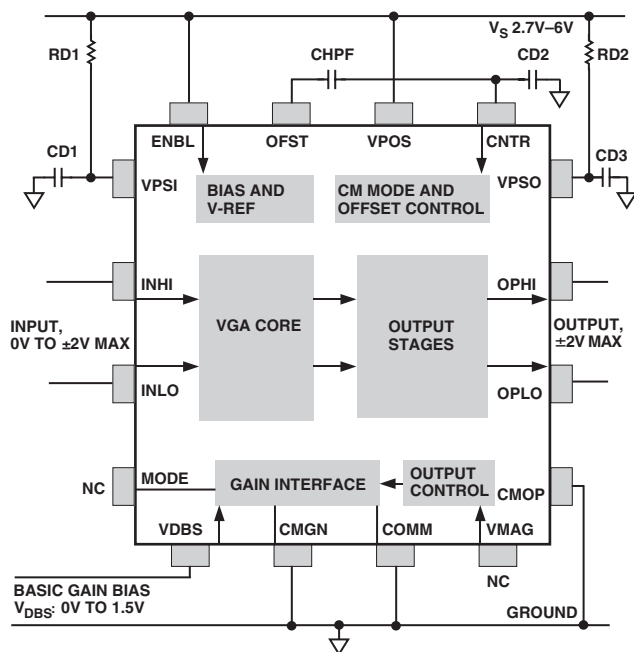 V_S 2.7V–6V
RD1
CHPF
CD2
RD2
ENBL
OFST
VPOS
CNTR
CD1
VPSI
BIAS AND
V-REF
CM MODE AND
OFFSET CONTROL
VPSO
CD3
INHI
OPHI
INPUT,
0V TO ±2V MAX
VGA CORE
OUTPUT
STAGES
OUTPUT,
±2V MAX
INLO
OPLO
NC
MODE
GAIN INTERFACE
OUTPUT
CONTROL
CMOP
VDBS
CMGN
COMM
VMAG
NC
BASIC GAIN BIAS
V_DBS: 0V TO 1.5V
GROUND